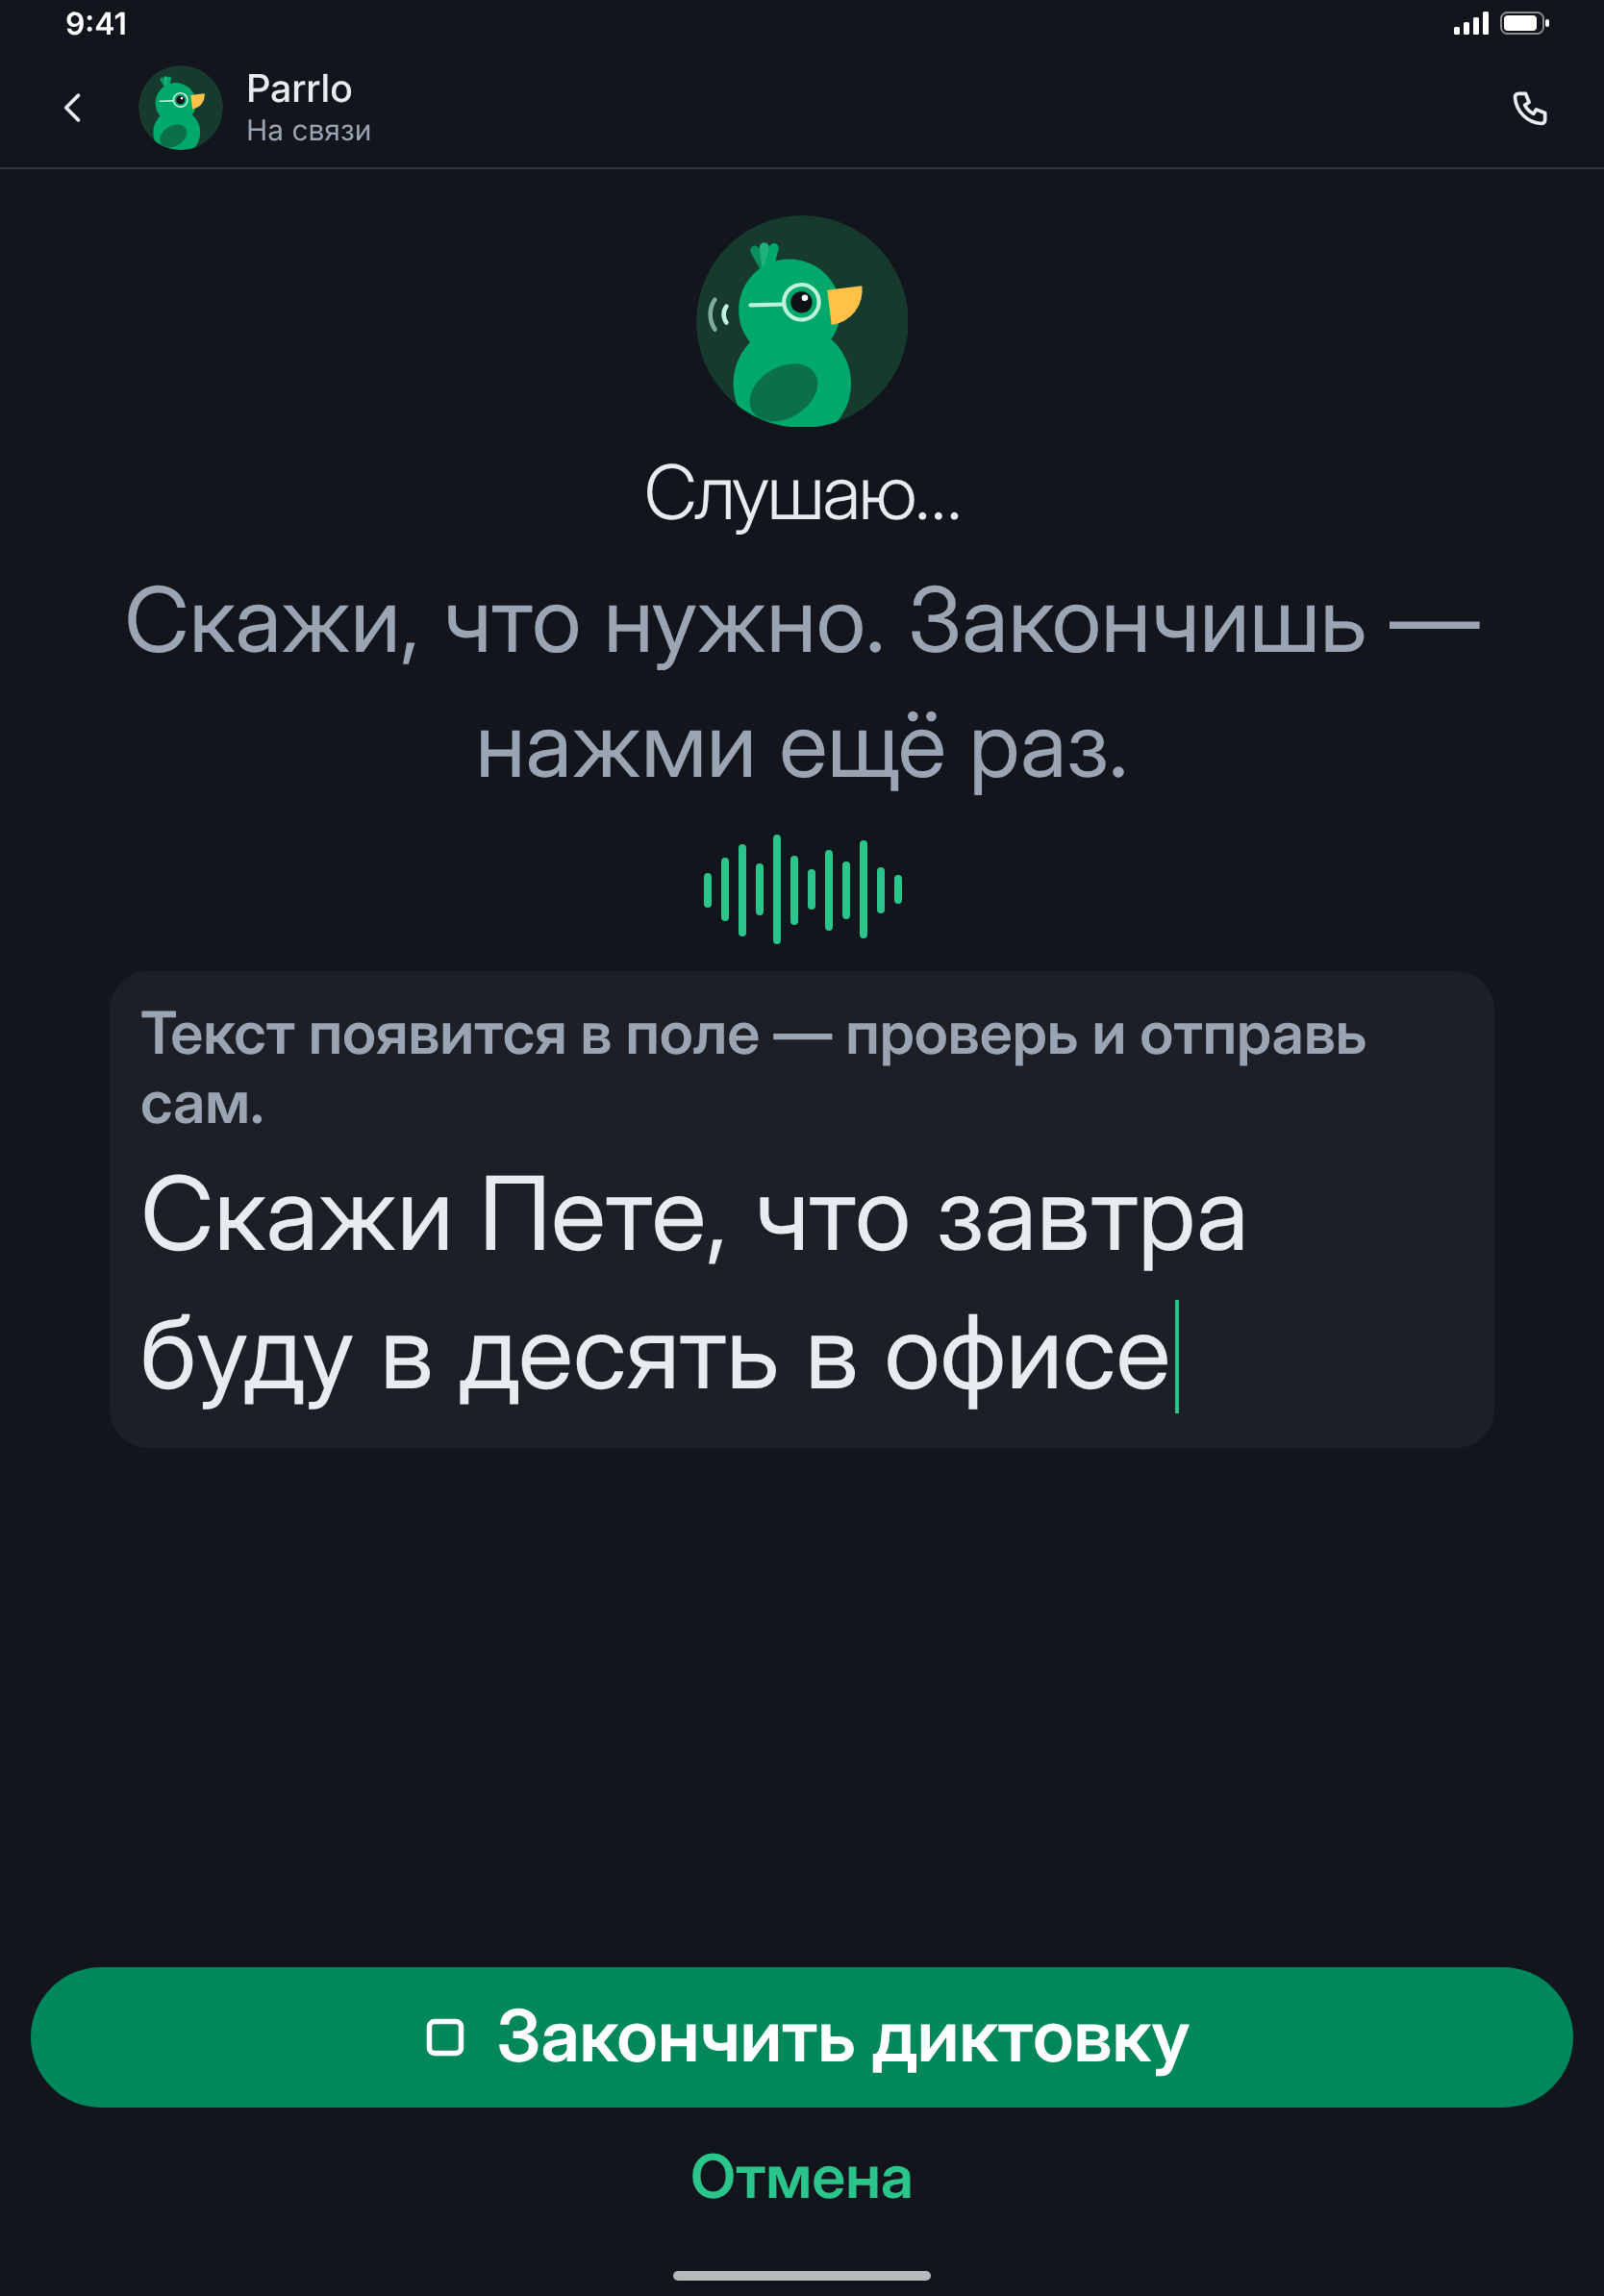 9:41
Parrlo
На связи
Слушаю...
Скажи, что нужно. Закончишь —
нажми ещё раз.
Текст появится в поле — проверь и отправь
сам.
Скажи Пете, что завтра
буду в десять в офисе
Закончить диктовку
Отмена